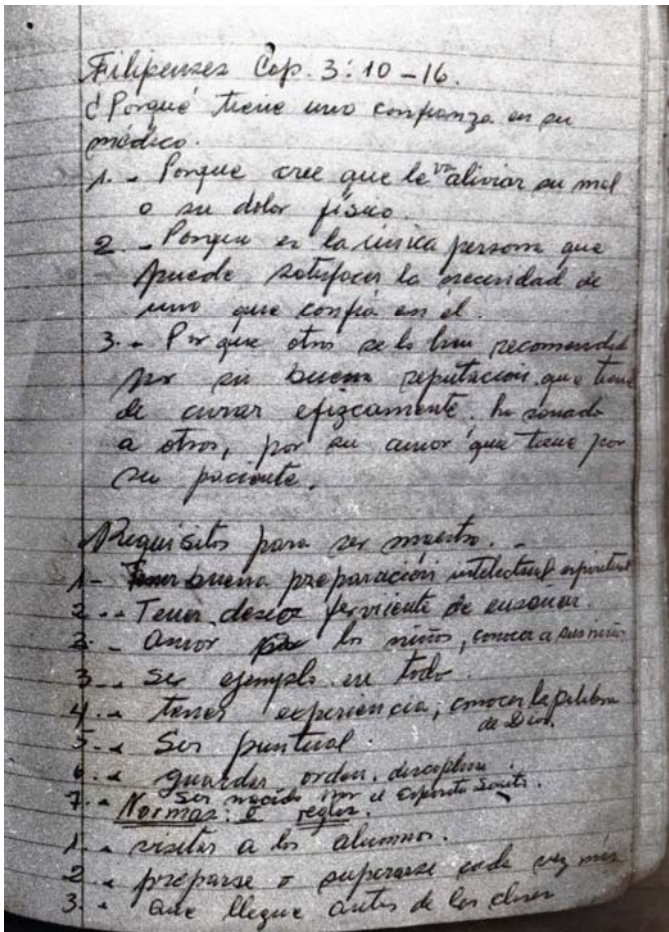 Filipenses Cap. 3:10-16.
¿Porqué tiene uno confianza en su
médico.
1. - Porque cree que le va aliviar su mal
o su dolor físico.
2. - Porque es la única persona que
puede satisfacer la necesidad de
uno que confia en el.
3. - Por que otros se lo han recomendado
por su buena reputación que tiene
de curar eficazmente, ha sanado
a otros, por su amor que tiene por
su paciente.
Requisitos para ser maestro. -
1 - Tener buena preparación intelectual espiritual
2. - Tener deseo ferviente de enseñar.
2. - amor los niños, conocer a sus niños
3. - Ser ejemplo en todo.
4. - tener experiencia, conocer la palabra
de Dios.
5. - Ser puntual.
6. - guardar orden, disciplina.
7. - Ser nacido por el espíritu Santo.
Normas: o reglas.
1. - visitar a los alumnos.
2. - preparse o superarse cada vez más
3. - que llegue antes de las clases